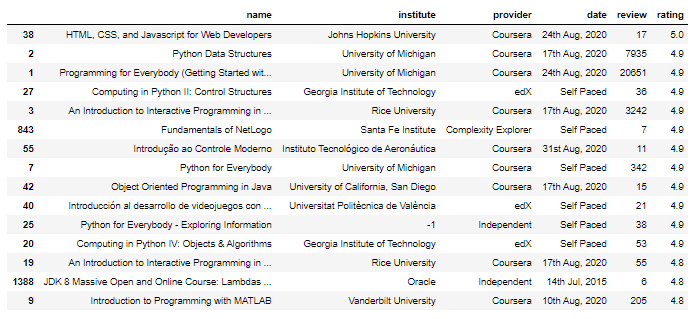 name institute provider date review rating
38 HTML, CSS, and Javascript for Web Developers Johns Hopkins University Coursera 24th Aug, 2020 17 5.0
2 Python Data Structures University of Michigan Coursera 17th Aug, 2020 7935 4.9
1 Programming for Everybody (Getting Started wit... University of Michigan Coursera 24th Aug, 2020 20651 4.9
27 Computing in Python II: Control Structures Georgia Institute of Technology edX Self Paced 36 4.9
3 An Introduction to Interactive Programming in ... Rice University Coursera 17th Aug, 2020 3242 4.9
843 Fundamentals of NetLogo Santa Fe Institute Complexity Explorer Self Paced 7 4.9
55 Introdução ao Controle Moderno Instituto Tecnológico de Aeronáutica Coursera 31st Aug, 2020 11 4.9
7 Python for Everybody University of Michigan Coursera Self Paced 342 4.9
42 Object Oriented Programming in Java University of California, San Diego Coursera 17th Aug, 2020 15 4.9
40 Introducción al desarrollo de videojuegos con ... Universitat Politècnica de València edX Self Paced 21 4.9
25 Python for Everybody - Exploring Information -1 Independent Self Paced 38 4.9
20 Computing in Python IV: Objects & Algorithms Georgia Institute of Technology edX Self Paced 53 4.9
19 An Introduction to Interactive Programming in ... Rice University Coursera 17th Aug, 2020 55 4.8
1388 JDK 8 Massive Open and Online Course: Lambdas ... Oracle Independent 14th Jul, 2015 6 4.8
9 Introduction to Programming with MATLAB Vanderbilt University Coursera 10th Aug, 2020 205 4.8